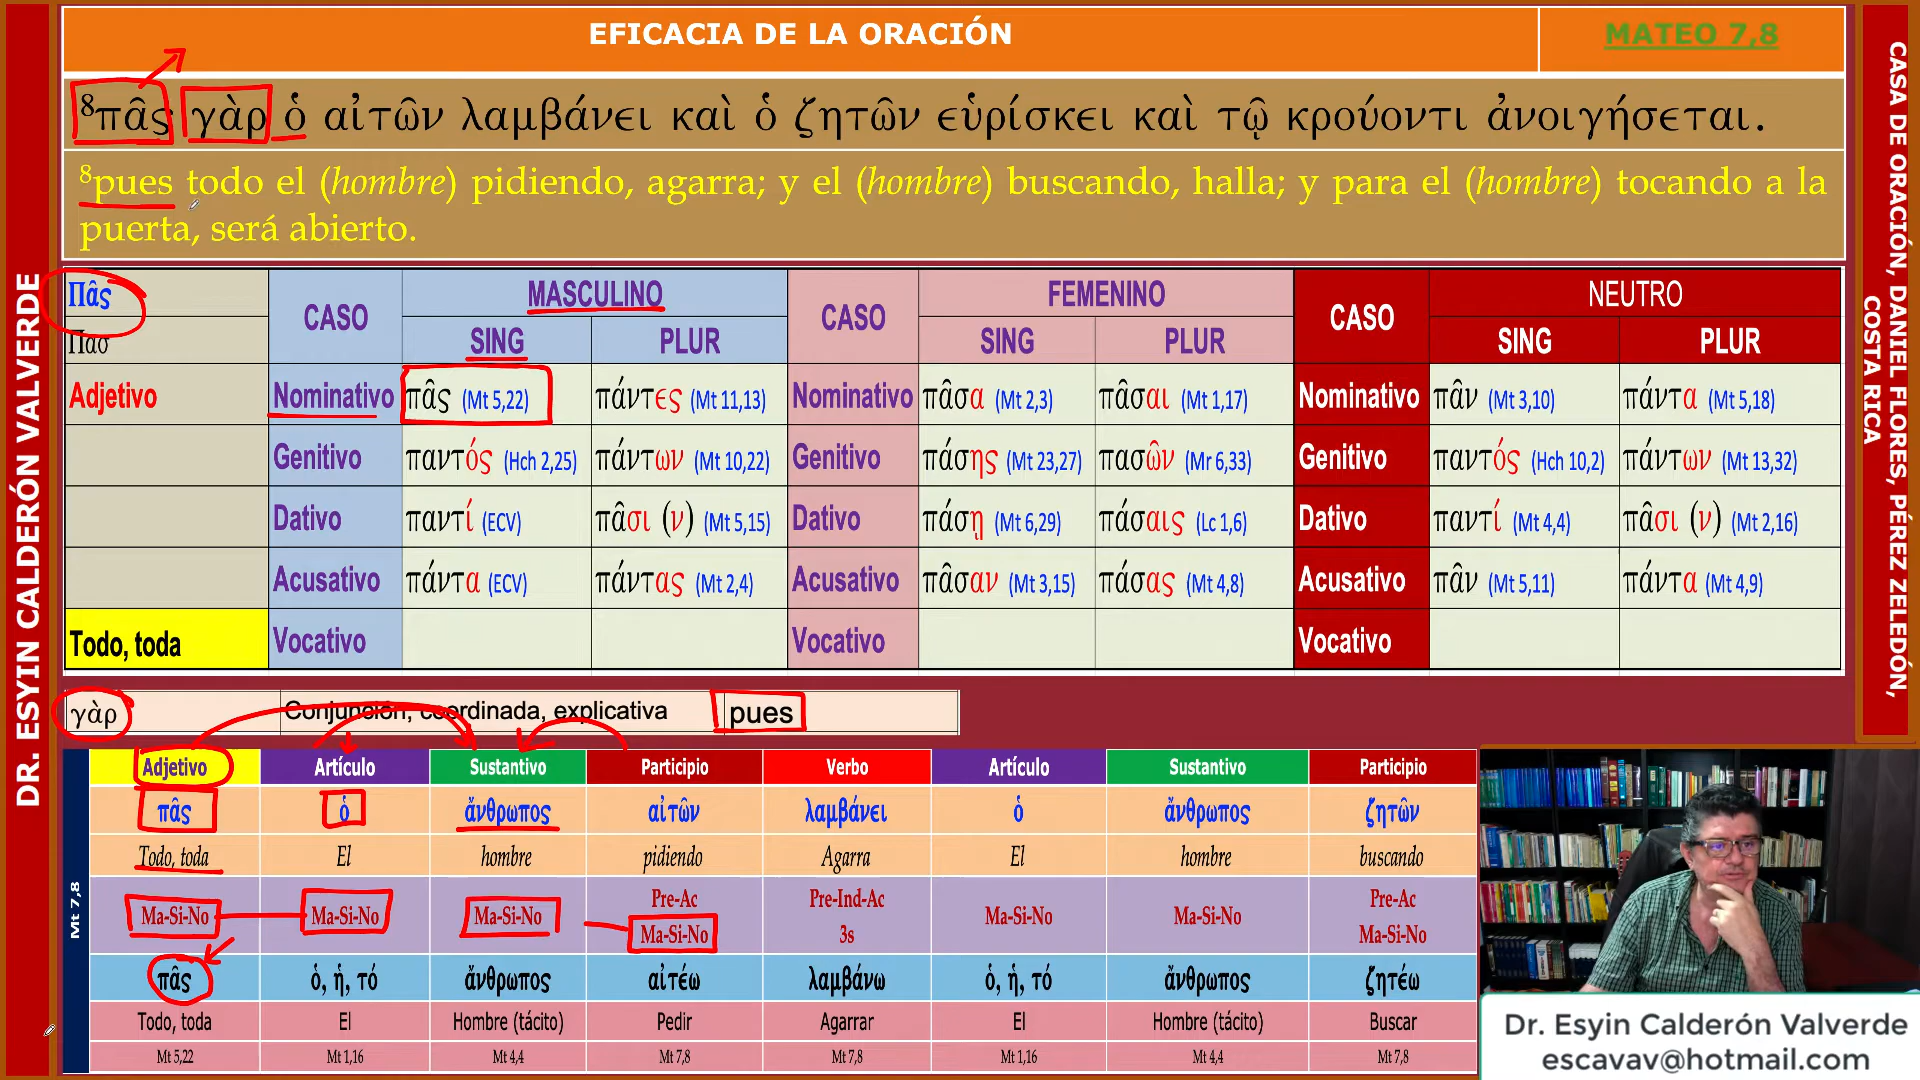 EFICACIA DE LA ORACIÓN
MATEO 7,8
⁸πᾶς γὰρ ὁ αἰτῶν λαμβάνει καὶ ὁ ζητῶν εὑρίσκει καὶ τῷ κρούοντι ἀνοιγήσεται.
⁸pues todo el (hombre) pidiendo, agarra; y el (hombre) buscando, halla; y para el (hombre) tocando a la
puerta, será abierto.
DR. ESYIN CALDERÓN VALVERDE
CASA DE ORACIÓN, DANIEL FLORES, PÉREZ ZELEDÓN,
COSTA RICA
Πᾶς CASO MASCULINO CASO FEMENINO CASO NEUTRO
Πασ SING PLUR SING PLUR SING PLUR
Adjetivo Nominativo πᾶς (Mt 5,22) πάντες (Mt 11,13) Nominativo πᾶσα (Mt 2,3) πᾶσαι (Mt 1,17) Nominativo πᾶν (Mt 3,10) πάντα (Mt 5,18)
Genitivo παντός (Hch 2,25) πάντων (Mt 10,22) Genitivo πάσης (Mt 23,27) πασῶν (Mr 6,33) Genitivo παντός (Hch 10,2) πάντων (Mt 13,32)
Dativo παντί (ECV) πᾶσι (ν) (Mt 5,15) Dativo πάσῃ (Mt 6,29) πάσαις (Lc 1,6) Dativo παντί (Mt 4,4) πᾶσι (ν) (Mt 2,16)
Acusativo πάντα (ECV) πάντας (Mt 2,4) Acusativo πᾶσαν (Mt 3,15) πάσας (Mt 4,8) Acusativo πᾶν (Mt 5,11) πάντα (Mt 4,9)
Todo, toda Vocativo Vocativo Vocativo
γὰρ Conjunción, coordinada, explicativa pues
Mt 7,8
Adjetivo Artículo Sustantivo Participio Verbo Artículo Sustantivo Participio
πᾶς ὁ ἄνθρωπος αἰτῶν λαμβάνει ὁ ἄνθρωπος ζητῶν
Todo, toda El hombre pidiendo Agarra El hombre buscando
Ma-Si-No Ma-Si-No Ma-Si-No Pre-Ac Ma-Si-No Pre-Ind-Ac 3s Ma-Si-No Ma-Si-No Pre-Ac Ma-Si-No
πᾶς ὁ, ἡ, τό ἄνθρωπος αἰτέω λαμβάνω ὁ, ἡ, τό ἄνθρωπος ζητέω
Todo, toda El Hombre (tácito) Pedir Agarrar El Hombre (tácito) Buscar
Mt 5,22 Mt 1,16 Mt 4,4 Mt 7,8 Mt 7,8 Mt 1,16 Mt 4,4 Mt 7,8
Dr. Esyin Calderón Valverde
escavav@hotmail.com